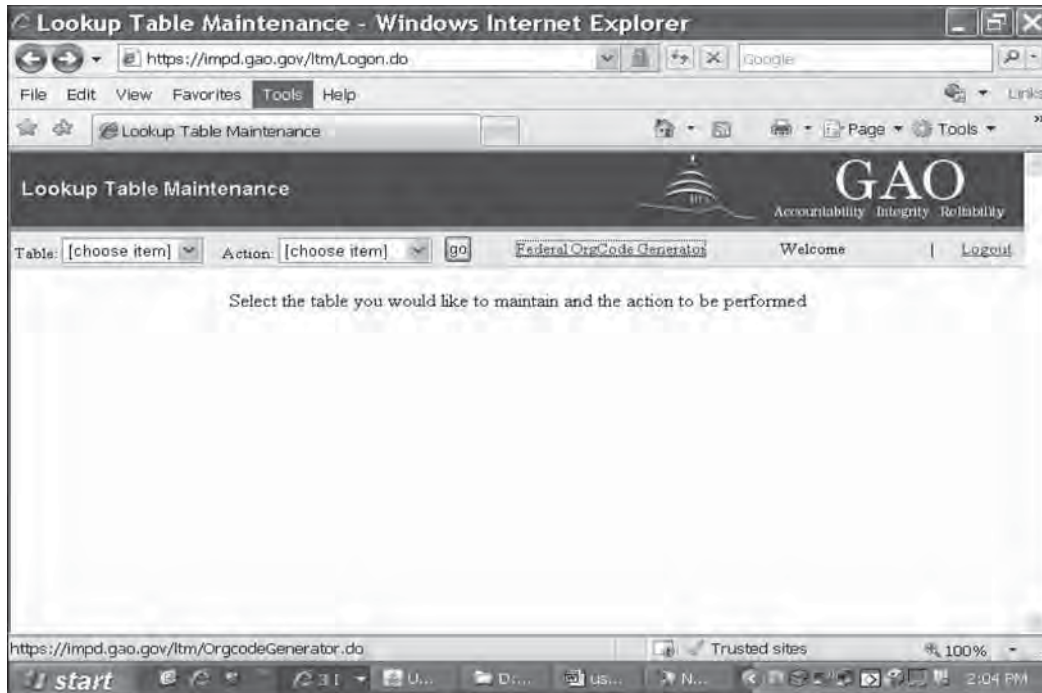 Lookup Table Maintenance - Windows Internet Explorer
https://impd.gao.gov/ltm/Logon.do
Google
File Edit View Favorites Tools Help
Links
Lookup Table Maintenance
Page Tools
Lookup Table Maintenance
GAO
Accountability Integrity Reliability
Table: [choose item] Action: [choose item] go Federal OrgCode Generator Welcome | Logout
Select the table you would like to maintain and the action to be performed
https://impd.gao.gov/ltm/OrgcodeGenerator.do Trusted sites 100%
start 31 U... D... us... N... 2:04 PM